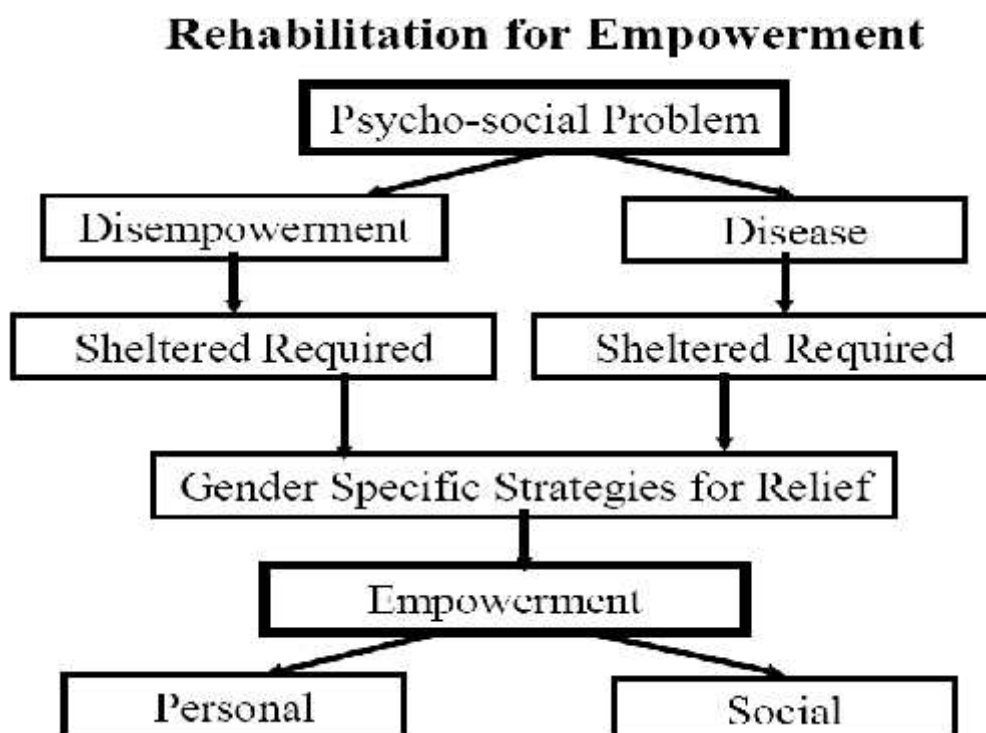 Rehabilitation for Empowerment
Psycho-social Problem
Disempowerment
Disease
Sheltered Required
Sheltered Required
Gender Specific Strategies for Relief
Empowerment
Personal
Social